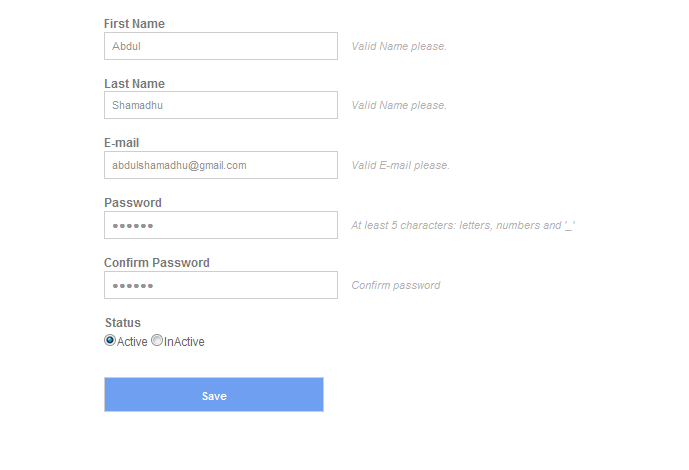 First Name
Abdul Valid Name please.
Last Name
Shamadhu Valid Name please.
E-mail
abdulshamadhu@gmail.com Valid E-mail please.
Password
•••••• At least 5 characters: letters, numbers and '_'
Confirm Password
•••••• Confirm password
Status
Active InActive
Save